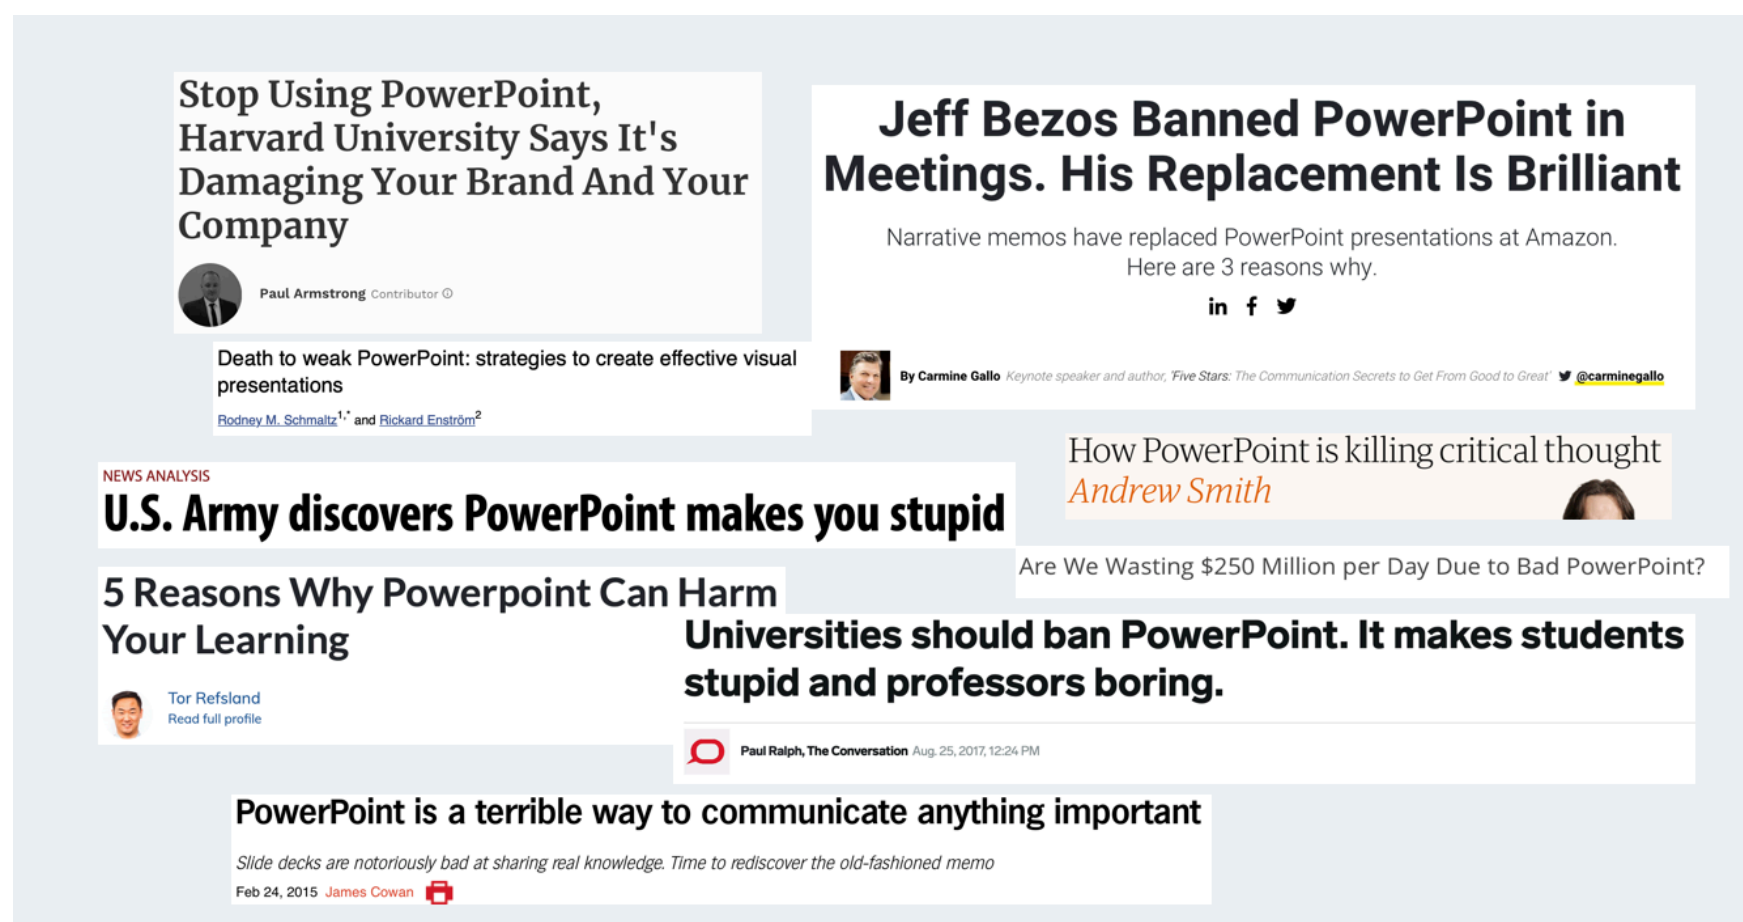 Stop Using PowerPoint,
Harvard University Says It's
Damaging Your Brand And Your
Company
Paul Armstrong Contributor
Jeff Bezos Banned PowerPoint in
Meetings. His Replacement Is Brilliant
Narrative memos have replaced PowerPoint presentations at Amazon.
Here are 3 reasons why.
in f
By Carmine Gallo Keynote speaker and author, 'Five Stars: The Communication Secrets to Get From Good to Great' @carminegallo
Death to weak PowerPoint: strategies to create effective visual
presentations
Rodney M. Schmaltz1,* and Rickard Enström2
How PowerPoint is killing critical thought
Andrew Smith
NEWS ANALYSIS
U.S. Army discovers PowerPoint makes you stupid
Are We Wasting $250 Million per Day Due to Bad PowerPoint?
5 Reasons Why Powerpoint Can Harm
Your Learning
Tor Refsland
Read full profile
Universities should ban PowerPoint. It makes students
stupid and professors boring.
Paul Ralph, The Conversation Aug. 25, 2017, 12:24 PM
PowerPoint is a terrible way to communicate anything important
Slide decks are notoriously bad at sharing real knowledge. Time to rediscover the old-fashioned memo
Feb 24, 2015 James Cowan